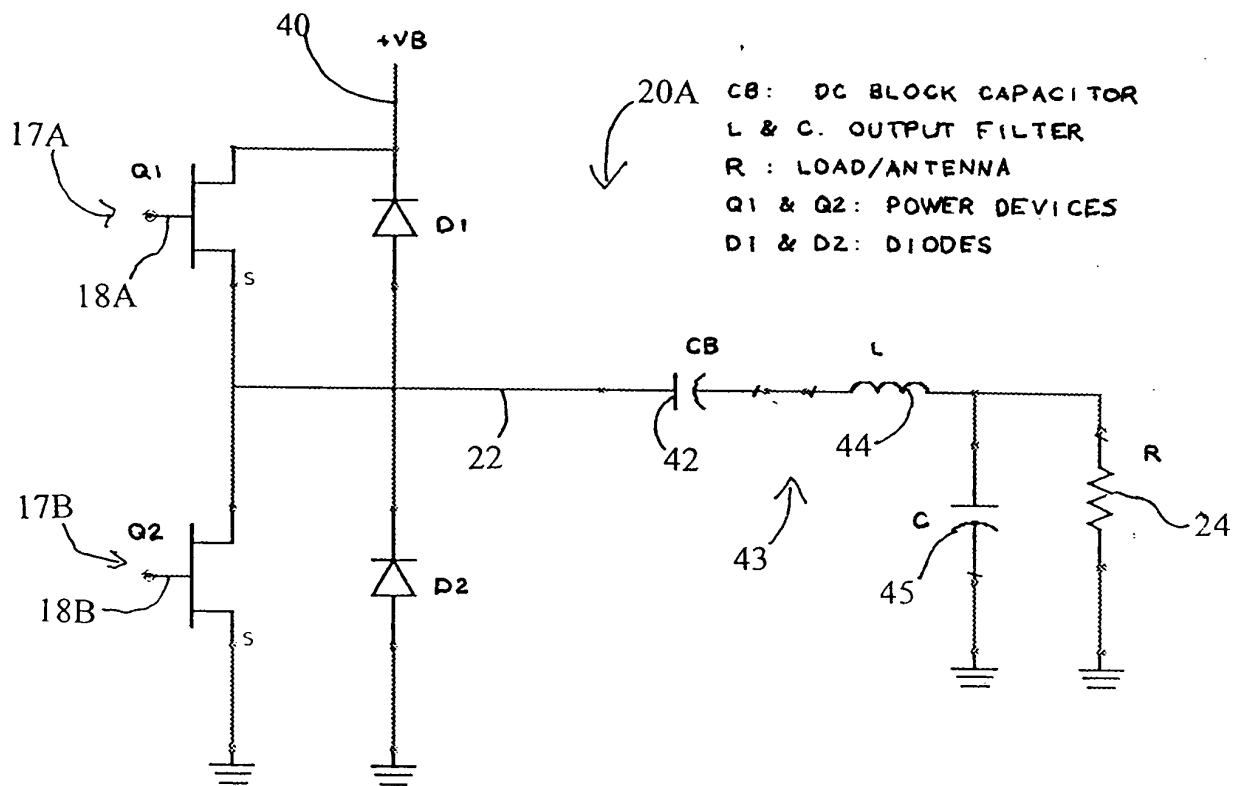 40
+VB
20A
CB: DC BLOCK CAPACITOR
L & C. OUTPUT FILTER
R : LOAD/ANTENNA
Q1 & Q2: POWER DEVICES
D1 & D2: DIODES
17A
Q1
D1
18A
S
CB
L
22
42
44
R
17B
Q2
C
24
43
D2
45
18B
S